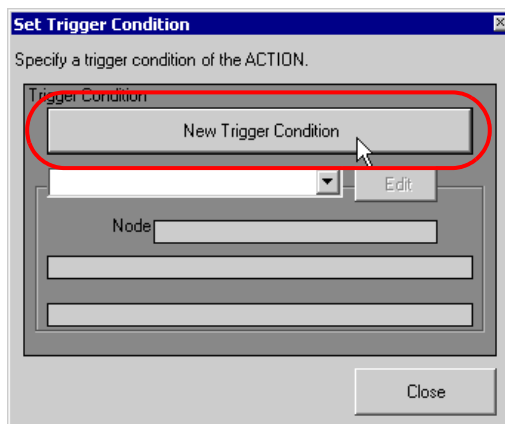 Set Trigger Condition
Specify a trigger condition of the ACTION.
Trigger Condition
New Trigger Condition
Edit
Node
Close